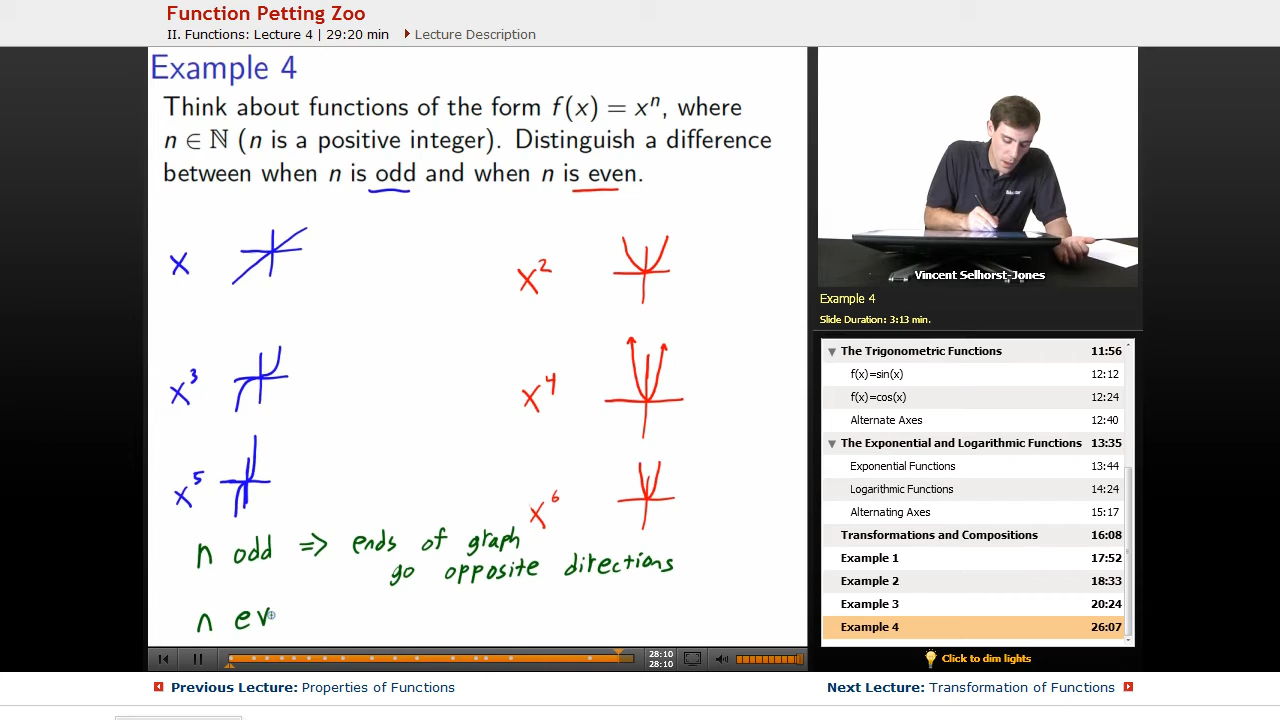 Function Petting Zoo
II. Functions: Lecture 4 | 29:20 min
Lecture Description
Example 4
Think about functions of the form f(x) = xⁿ, where
n ∈ ℕ (n is a positive integer). Distinguish a difference
between when n is odd and when n is even.
x
x²
x³
x⁴
x⁵
x⁶
n odd => ends of graph
go opposite directions
n ev
Vincent Selhorst-Jones
Example 4
Slide Duration: 3:13 min.
The Trigonometric Functions 11:56
f(x)=sin(x) 12:12
f(x)=cos(x) 12:24
Alternate Axes 12:40
The Exponential and Logarithmic Functions 13:35
Exponential Functions 13:44
Logarithmic Functions 14:24
Alternating Axes 15:17
Transformations and Compositions 16:08
Example 1 17:52
Example 2 18:33
Example 3 20:24
Example 4 26:07
28:10
28:10
Click to dim lights
Previous Lecture: Properties of Functions
Next Lecture: Transformation of Functions